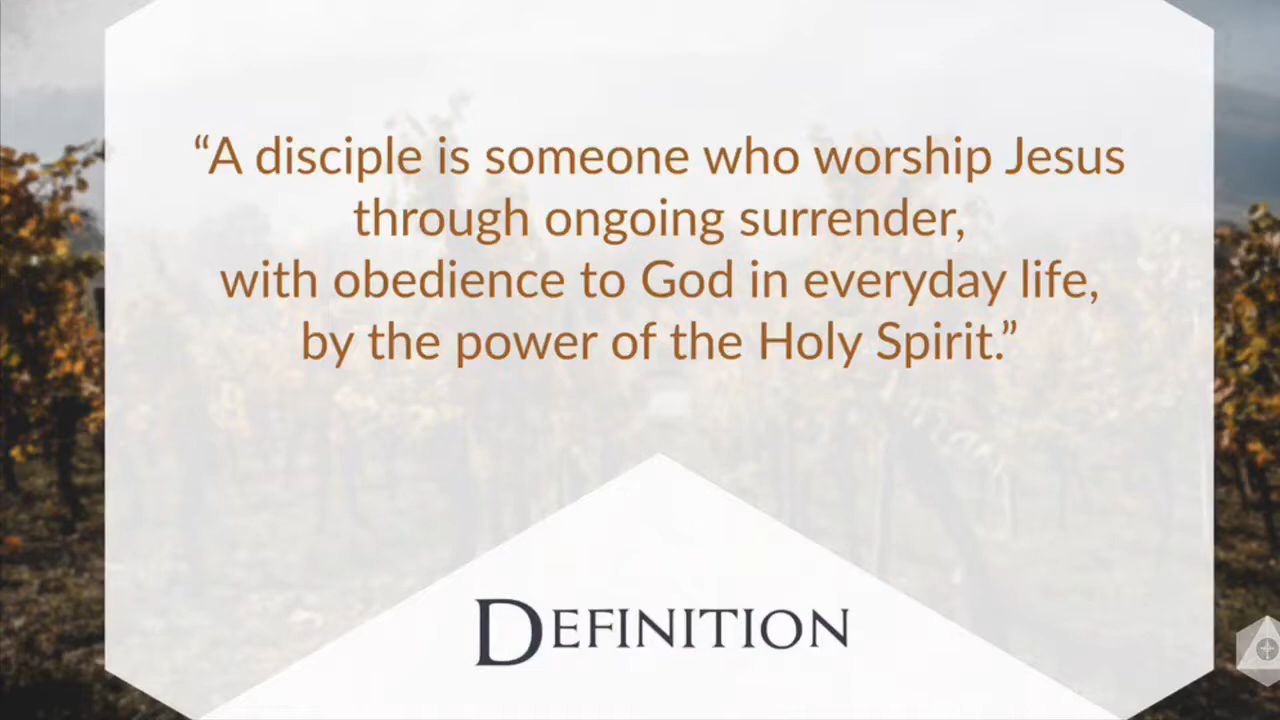 “A disciple is someone who worship Jesus
through ongoing surrender,
with obedience to God in everyday life,
by the power of the Holy Spirit.”
DEFINITION